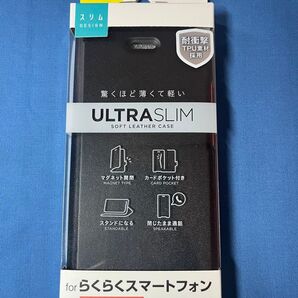 スリム
DESIGN
耐衝撃
TPU素材
採用
驚くほど薄くて軽い
ULTRASLIM
SOFT LEATHER CASE
マグネット開閉
MAGNET TYPE
カードポケット付き
CARD POCKET
スタンドになる
STANDABLE
閉じたまま通話
SPEAKABLE
for らくらくスマートフォン